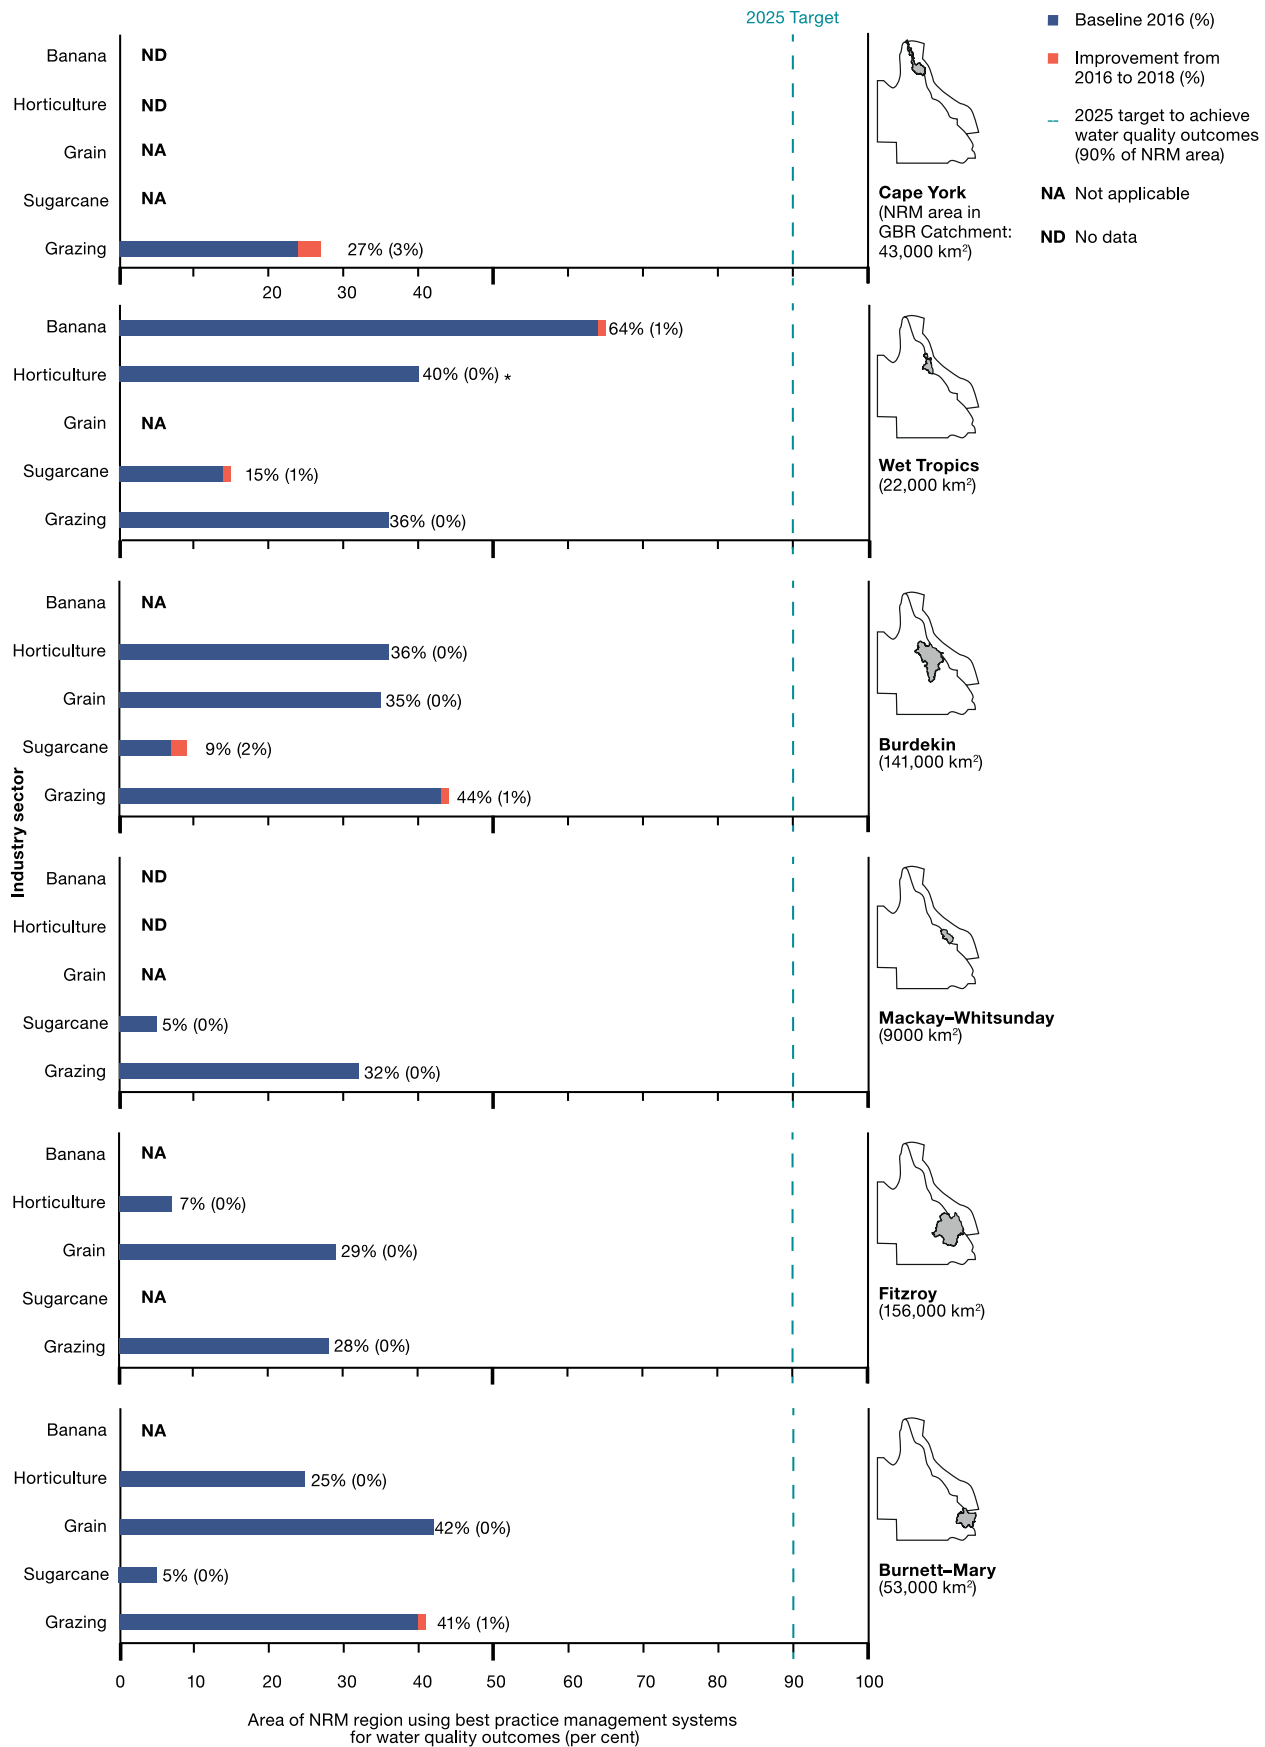 2025 Target
Baseline 2016 (%)
Improvement from
2016 to 2018 (%)
2025 target to achieve
water quality outcomes
(90% of NRM area)
NA Not applicable
ND No data
Banana ND
Horticulture ND
Grain NA
Sugarcane NA
Grazing 27% (3%)
Cape York
(NRM area in
GBR Catchment:
43,000 km²)
20 30 40
Banana 64% (1%)
Horticulture 40% (0%) *
Grain NA
Sugarcane 15% (1%)
Grazing 36% (0%)
Wet Tropics
(22,000 km²)
Banana NA
Horticulture 36% (0%)
Grain 35% (0%)
Sugarcane 9% (2%)
Grazing 44% (1%)
Burdekin
(141,000 km²)
Industry sector
Banana ND
Horticulture ND
Grain NA
Sugarcane 5% (0%)
Grazing 32% (0%)
Mackay–Whitsunday
(9000 km²)
Banana NA
Horticulture 7% (0%)
Grain 29% (0%)
Sugarcane NA
Grazing 28% (0%)
Fitzroy
(156,000 km²)
Banana NA
Horticulture 25% (0%)
Grain 42% (0%)
Sugarcane 5% (0%)
Grazing 41% (1%)
Burnett–Mary
(53,000 km²)
0 10 20 30 40 50 60 70 80 90 100
Area of NRM region using best practice management systems
for water quality outcomes (per cent)